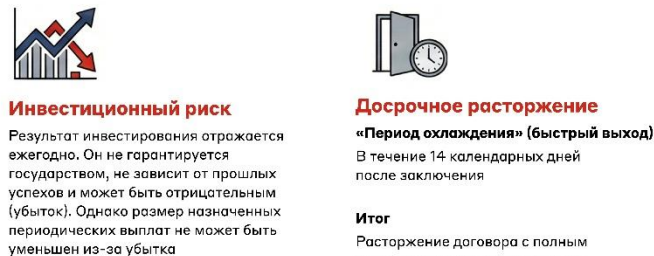 Инвестиционный риск
Результат инвестирования отражается
ежегодно. Он не гарантируется
государством, не зависит от прошлых
успехов и может быть отрицательным
(убыток). Однако размер назначенных
периодических выплат не может быть
уменьшен из-за убытка
Досрочное расторжение
«Период охлаждения» (быстрый выход)
В течение 14 календарных дней
после заключения
Итог
Расторжение договора с полным